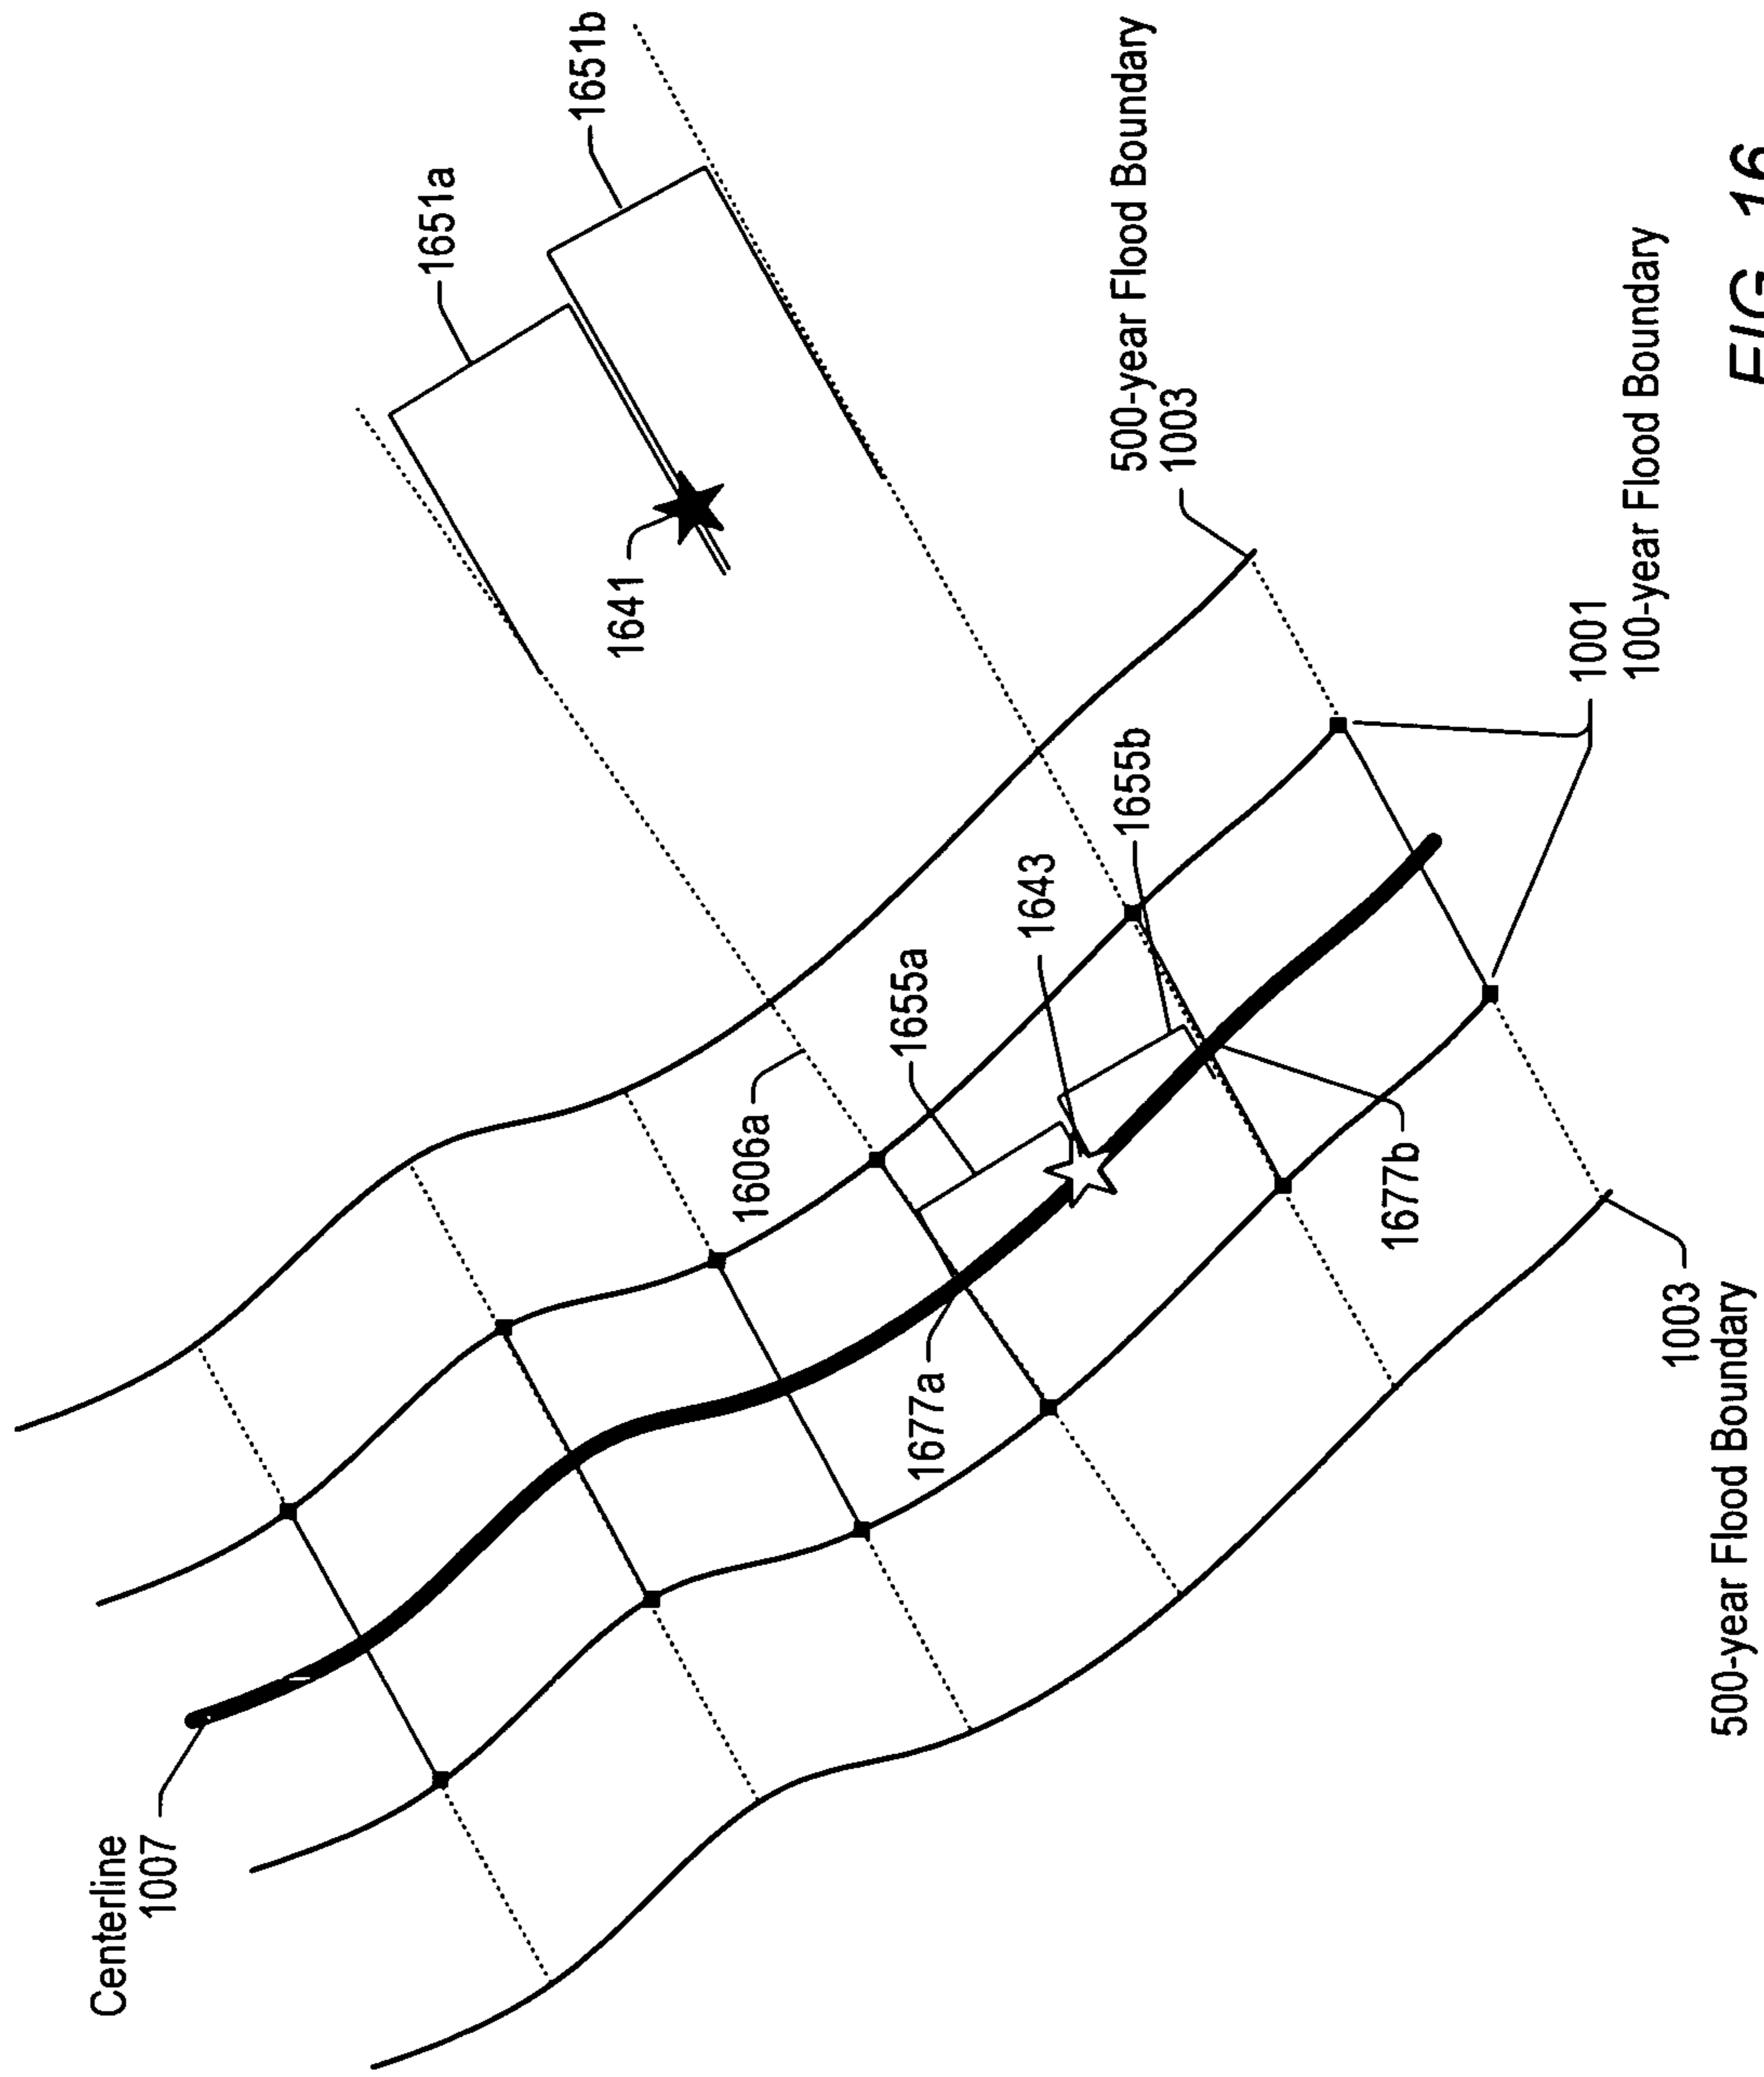 Centerline
1007
1651a
1651b
1641
500-year Flood Boundary
1003
1606a
1655a
1643
1655b
1677a
1677b
1001
100-year Flood Boundary
1003
500-year Flood Boundary
FIG. 16